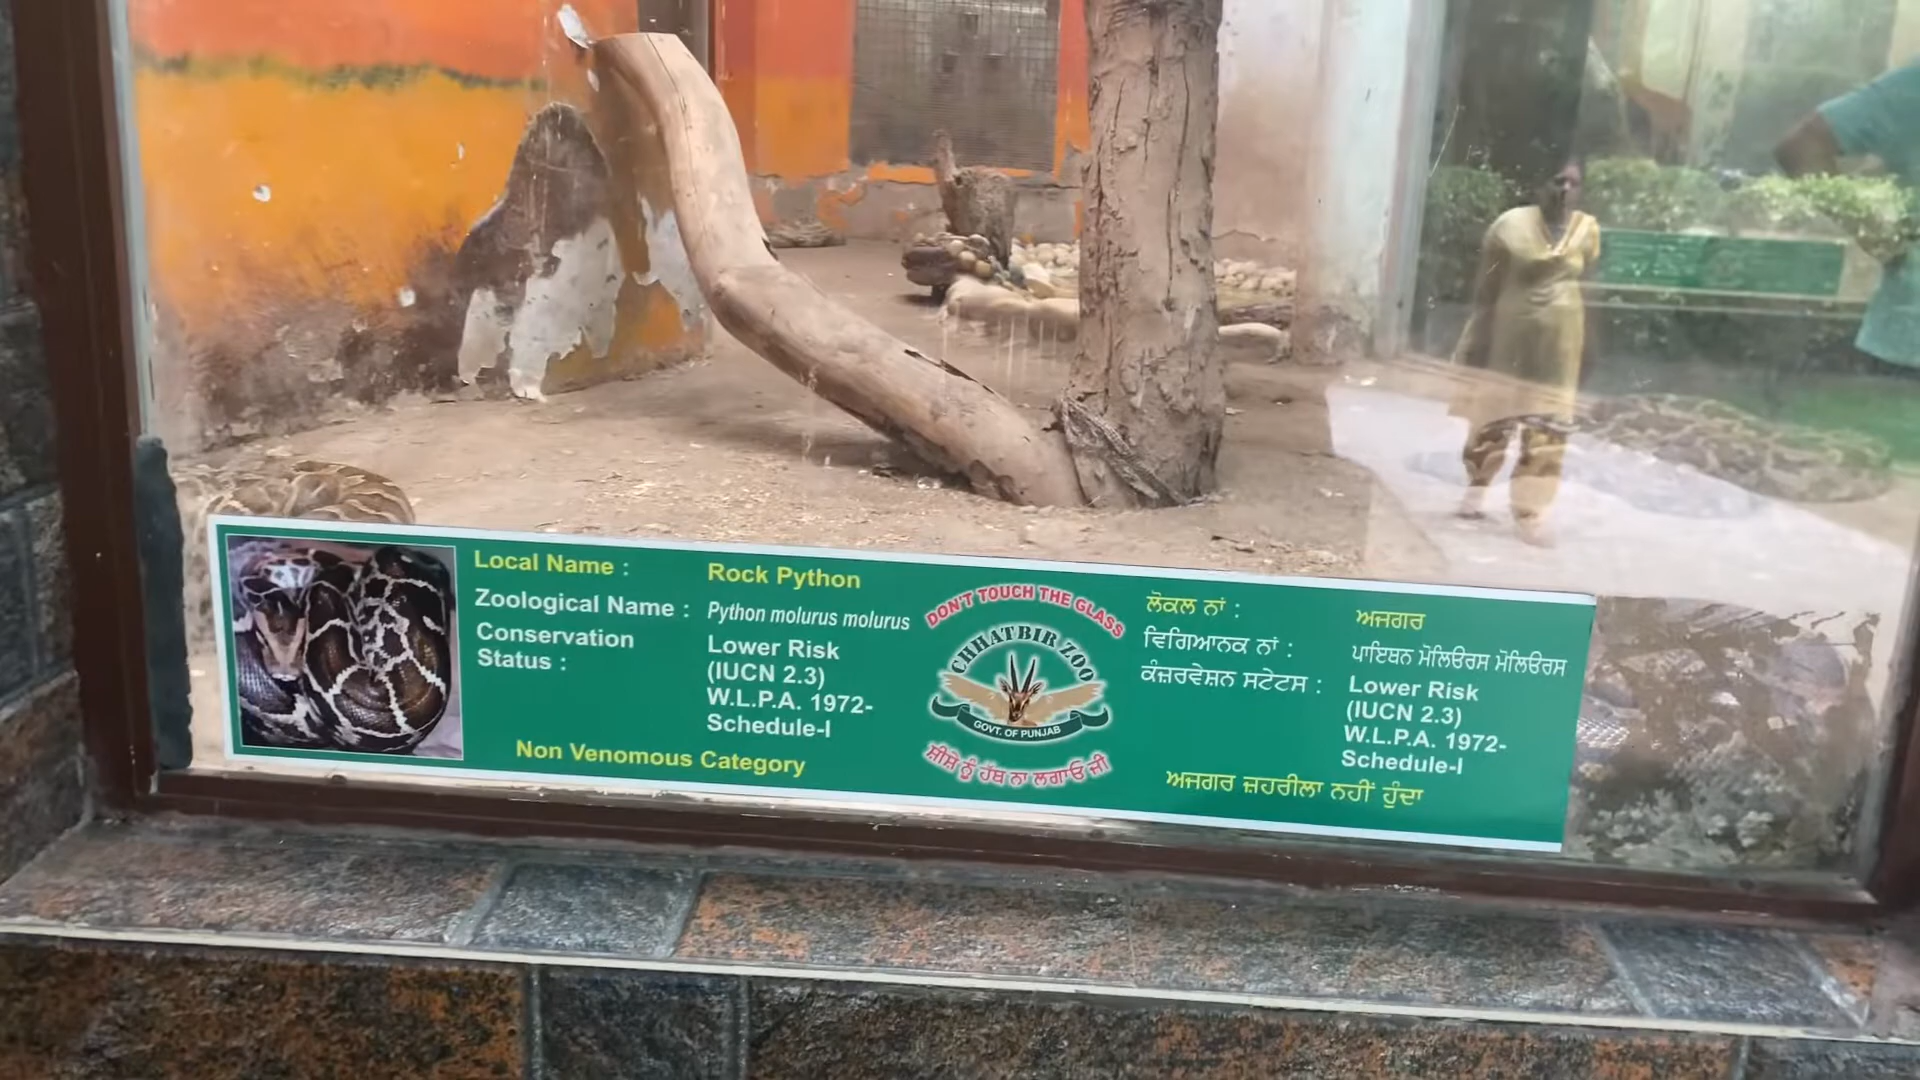 Local Name : Rock Python
Zoological Name : Python molurus molurus
Conservation Status : Lower Risk
(IUCN 2.3)
W.L.P.A. 1972-
Schedule-I
Non Venomous Category
DON'T TOUCH THE GLASS
CHHATBIR ZOO
GOVT. OF PUNJAB
ਸ਼ੀਸ਼ੇ ਨੂੰ ਹੱਥ ਨਾ ਲਗਾਓ ਜੀ
ਲੋਕਲ ਨਾਂ : ਅਜਗਰ
ਵਿਗਿਆਨਕ ਨਾਂ : ਪਾਇਥਨ ਮੋਲਿਊਰਸ ਮੋਲਿਊਰਸ
ਕੰਜ਼ਰਵੇਸ਼ਨ ਸਟੇਟਸ : Lower Risk
(IUCN 2.3)
W.L.P.A. 1972-
Schedule-I
ਅਜਗਰ ਜ਼ਹਰੀਲਾ ਨਹੀਂ ਹੁੰਦਾ